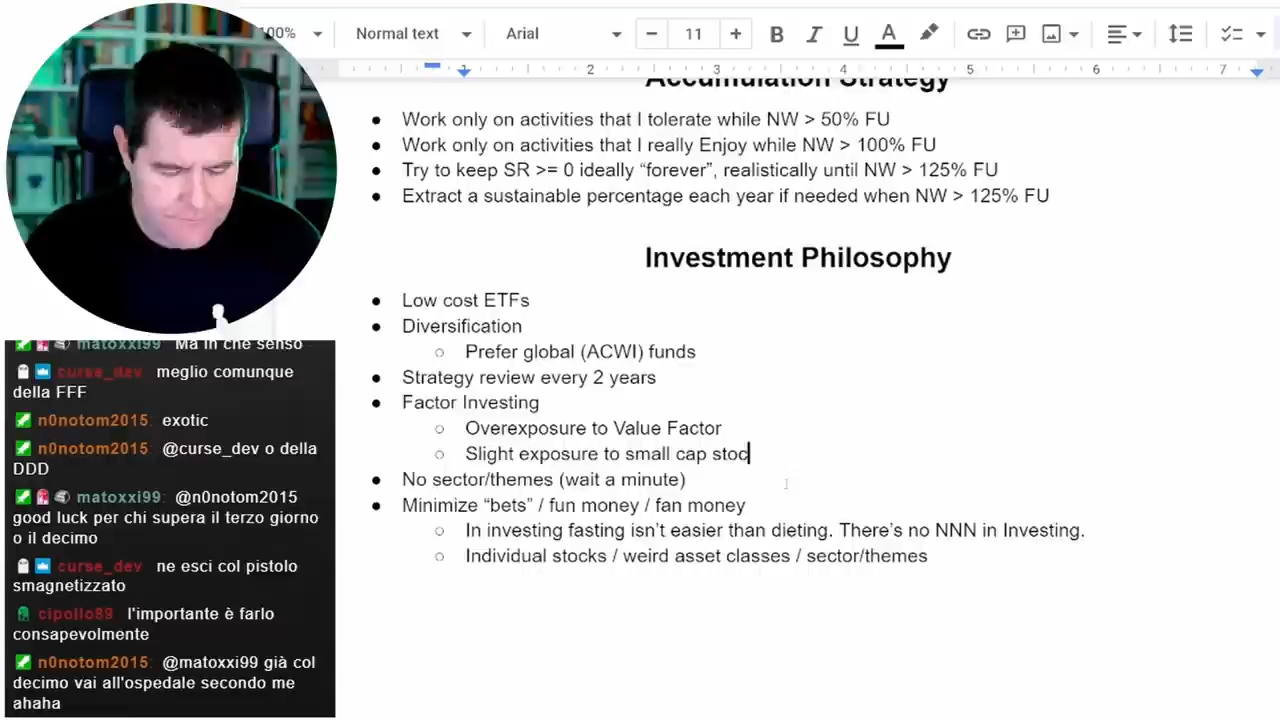 100%
Normal text
Arial
11
B I U A
1 2 3 4 5 6 7
Accumulation Strategy
● Work only on activities that I tolerate while NW > 50% FU
● Work only on activities that I really Enjoy while NW > 100% FU
● Try to keep SR >= 0 ideally “forever”, realistically until NW > 125% FU
● Extract a sustainable percentage each year if needed when NW > 125% FU
Investment Philosophy
● Low cost ETFs
● Diversification
○ Prefer global (ACWI) funds
● Strategy review every 2 years
● Factor Investing
○ Overexposure to Value Factor
○ Slight exposure to small cap stoc
● No sector/themes (wait a minute)
● Minimize “bets” / fun money / fan money
○ In investing fasting isn’t easier than dieting. There’s no NNN in Investing.
○ Individual stocks / weird asset classes / sector/themes
matoxxi99: Ma in che senso
curse_dev: meglio comunque
della FFF
n0notom2015: exotic
n0notom2015: @curse_dev o della
DDD
matoxxi99: @n0notom2015
good luck per chi supera il terzo giorno
o il decimo
curse_dev: ne esci col pistolo
smagnetizzato
cipollo89: l'importante è farlo
consapevolmente
n0notom2015: @matoxxi99 già col
decimo vai all'ospedale secondo me
ahaha